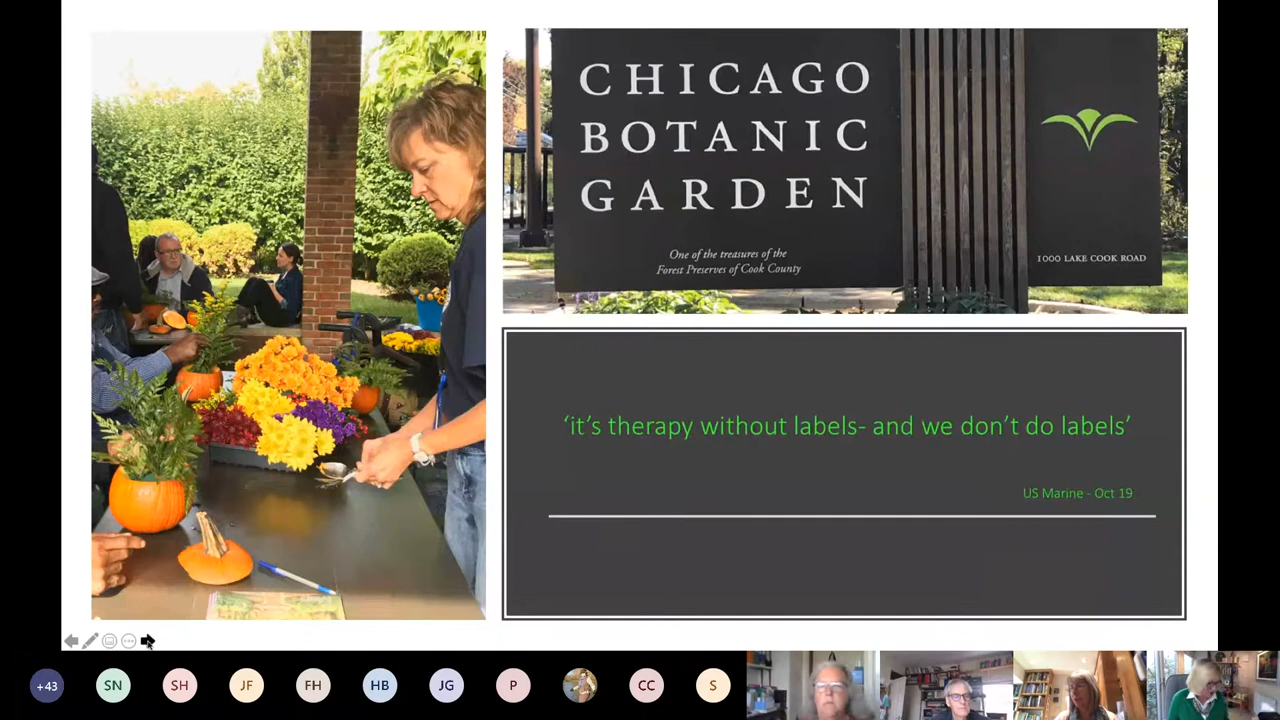 CHICAGO
BOTANIC
GARDEN
One of the treasures of the
Forest Preserves of Cook County
1000 LAKE COOK ROAD
‘it’s therapy without labels- and we don’t do labels’
US Marine - Oct 19
+43
SN
SH
JF
FH
HB
JG
P
CC
S